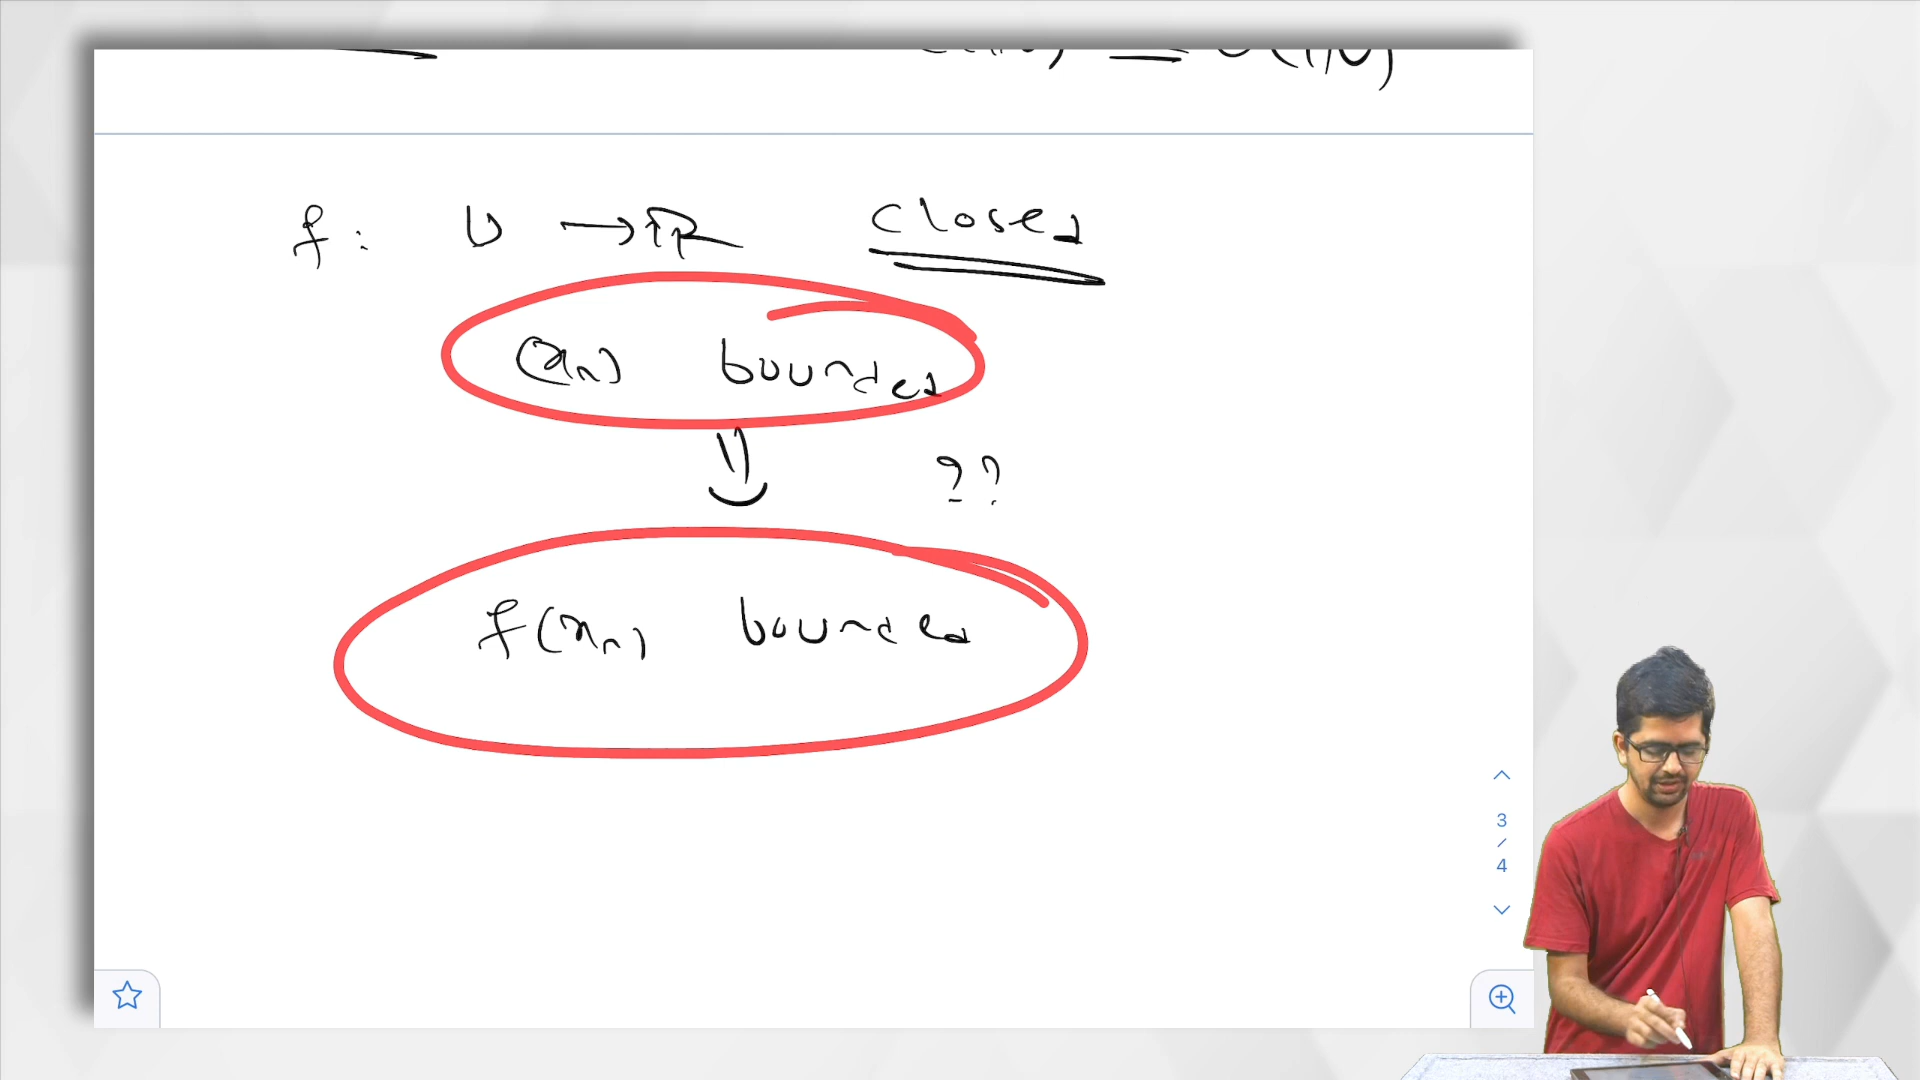 f : U → ℝ closed
(xₙ) bounded
⇓ ??
f(xₙ) bounded
3
/
4